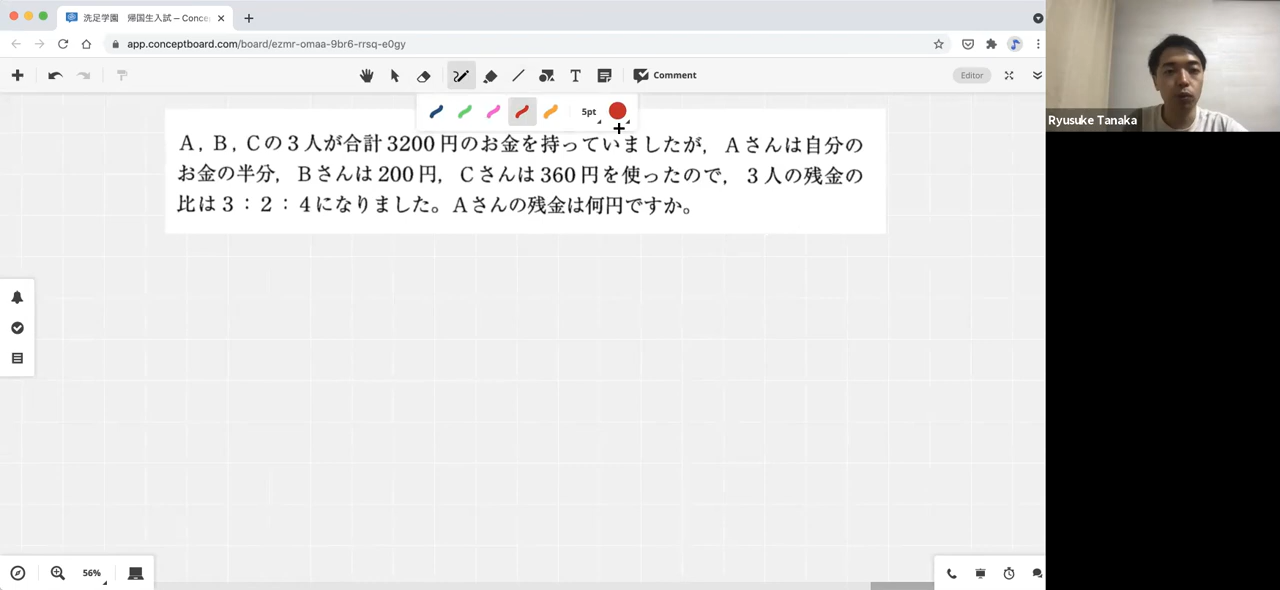 洗足学園 帰国生入試 – Conce
app.conceptboard.com/board/ezmr-omaa-9br6-rrsq-e0gy
T
Comment
Editor
5pt
Ryusuke Tanaka
A，B，Cの3人が合計3200円のお金を持っていましたが，Aさんは自分の
お金の半分，Bさんは200円，Cさんは360円を使ったので，3人の残金の
比は3：2：4になりました。Aさんの残金は何円ですか。
56%